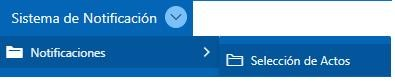 Sistema de Notificación
Notificaciones
Selección de Actos